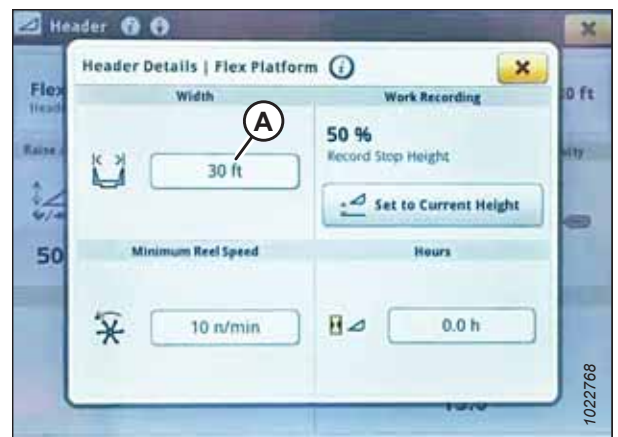 Header
Header Details | Flex Platform
Flex
0 ft
Width
Work Recording
A
50 %
Record Stop Height
30 ft
Set to Current Height
50
Minimum Reel Speed
Hours
10 n/min
0.0 h
1022768